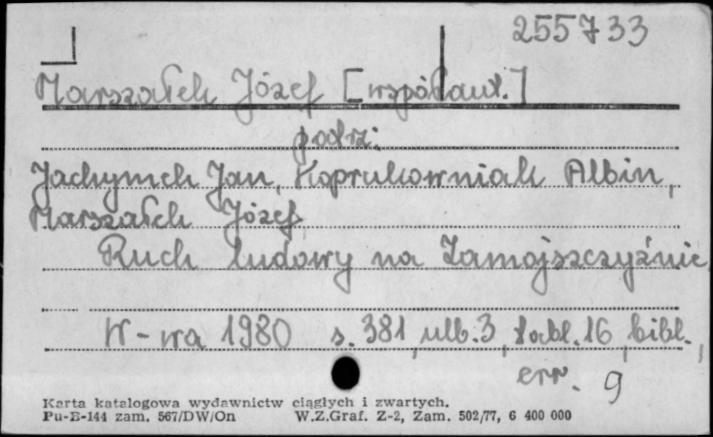 255733
Marszałek Józef [współaut.]
podrz:
Jachymek Jan, Koprukowniak Albin,
Marszałek Józef
Ruch ludowy na Zamojszczyźnie
W-wa 1980 s. 381, nlb. 3, tabl. 16, bibl.,
err. 9
Karta katalogowa wydawnictw ciągłych i zwartych.
Pu-B-144 zam. 567/DW/On W.Z.Graf. Z-2, Zam. 502/77, 6 400 000